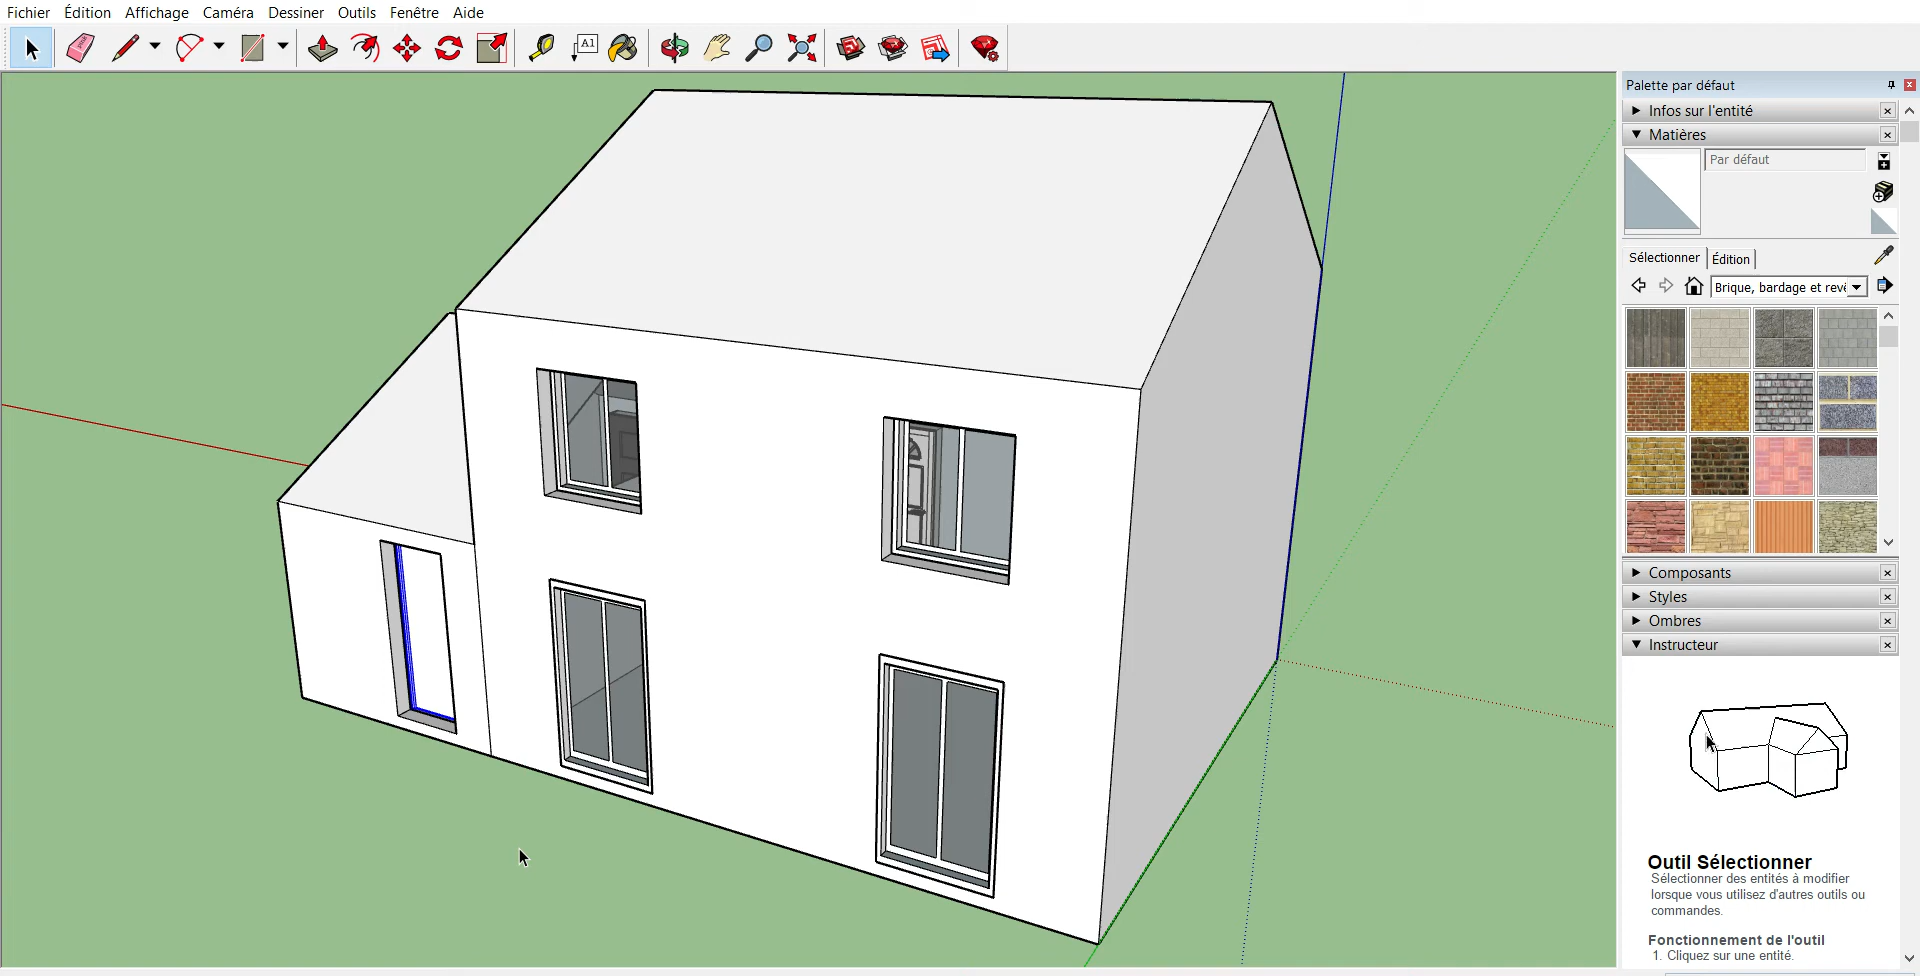 Fichier Édition Affichage Caméra Dessiner Outils Fenêtre Aide
A1
Palette par défaut
Infos sur l'entité
Matières
Par défaut
Sélectionner Édition
Brique, bardage et revê
Composants
Styles
Ombres
Instructeur
Outil Sélectionner
Sélectionner des entités à modifier
lorsque vous utilisez d'autres outils ou
commandes.
Fonctionnement de l'outil
1. Cliquez sur une entité.